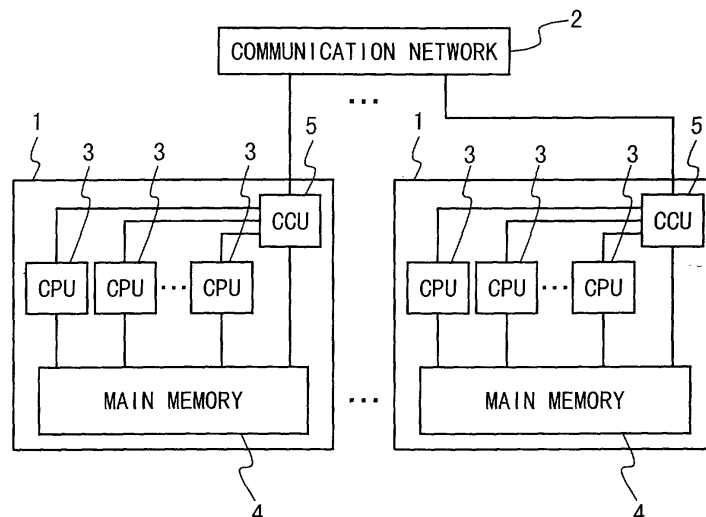 2
COMMUNICATION NETWORK
...
1 3 3 3 5
1 3 3 3 5
CCU
CCU
CPU CPU ... CPU
CPU CPU ... CPU
MAIN MEMORY
...
MAIN MEMORY
4
4